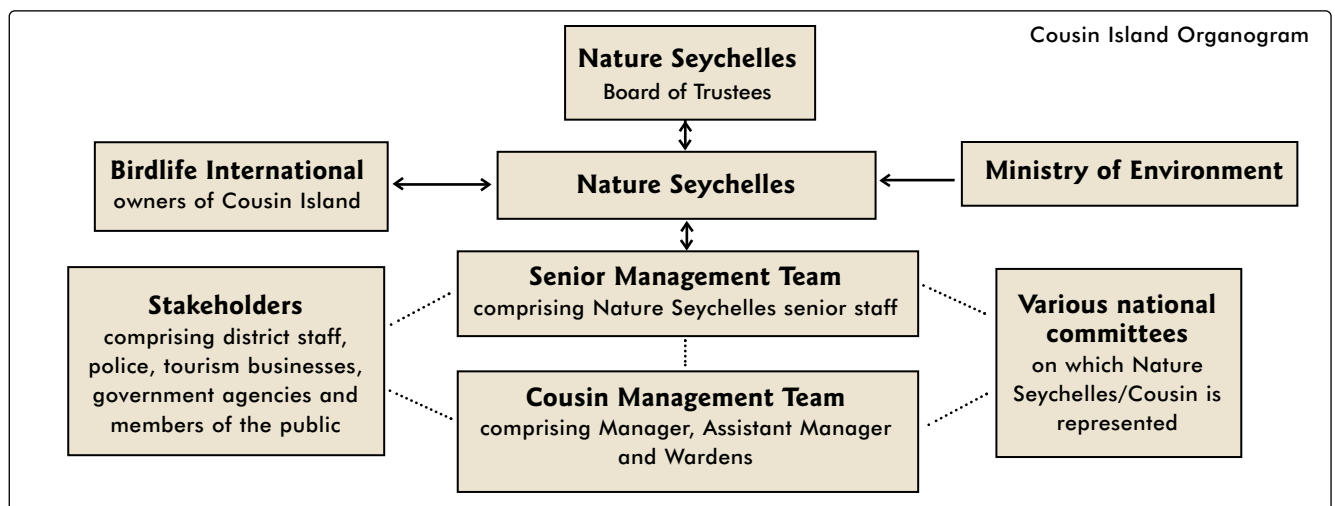 Cousin Island Organogram
Nature Seychelles
Board of Trustees
Birdlife International
owners of Cousin Island
Nature Seychelles
Ministry of Environment
Stakeholders
comprising district staff,
police, tourism businesses,
government agencies and
members of the public
Senior Management Team
comprising Nature Seychelles senior staff
Various national
committees
on which Nature
Seychelles/Cousin is
represented
Cousin Management Team
comprising Manager, Assistant Manager
and Wardens